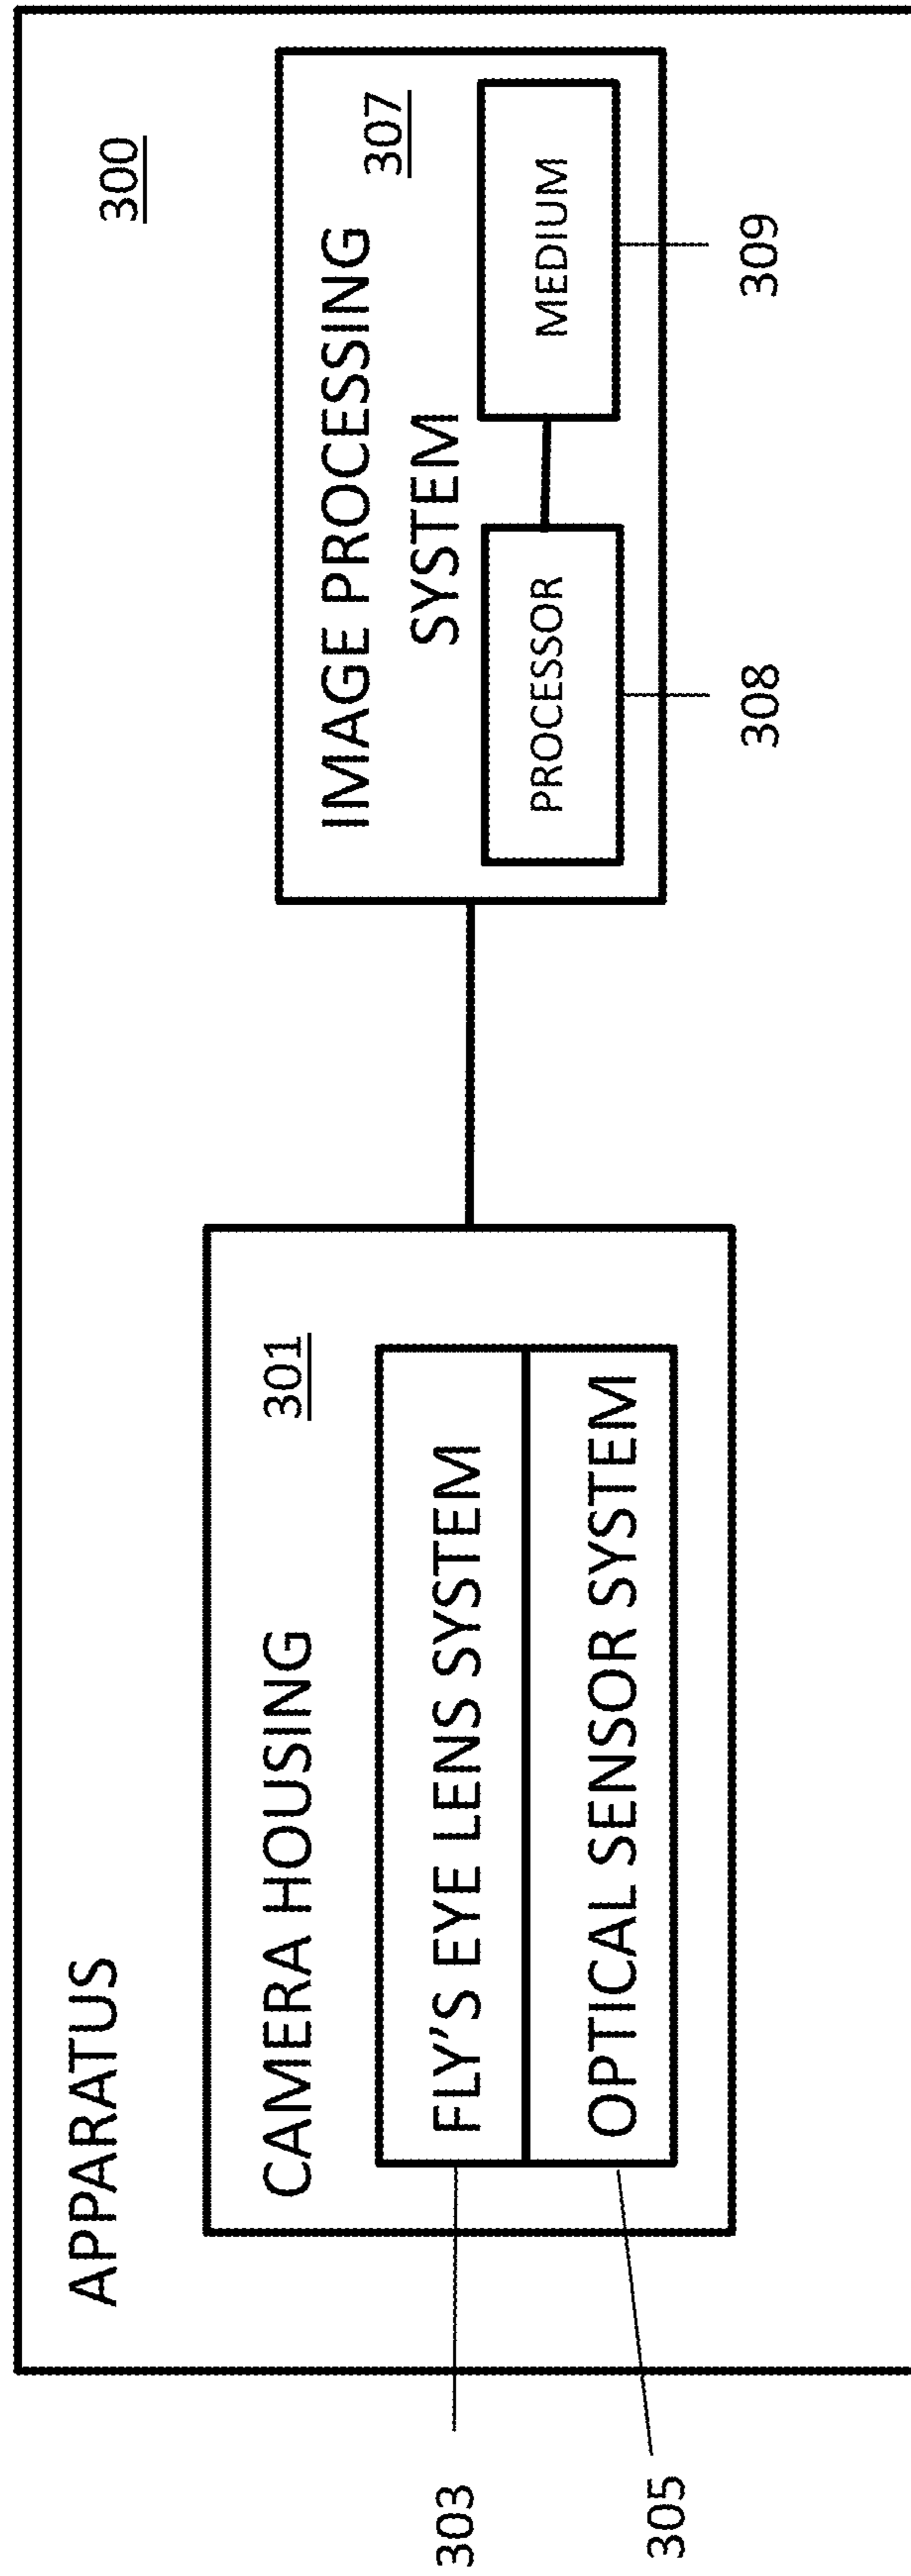 APPARATUS
300
CAMERA HOUSING
301
FLY'S EYE LENS SYSTEM
OPTICAL SENSOR SYSTEM
303
305
IMAGE PROCESSING
SYSTEM
307
PROCESSOR
MEDIUM
308
309